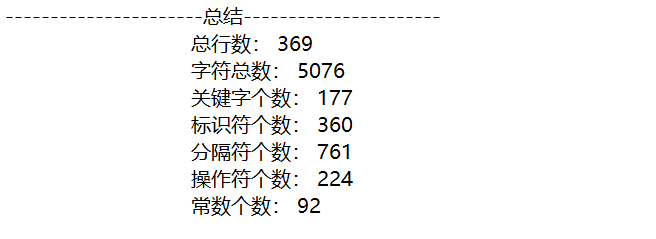 ----------------------总结----------------------
总行数： 369
字符总数： 5076
关键字个数： 177
标识符个数： 360
分隔符个数： 761
操作符个数： 224
常数个数： 92